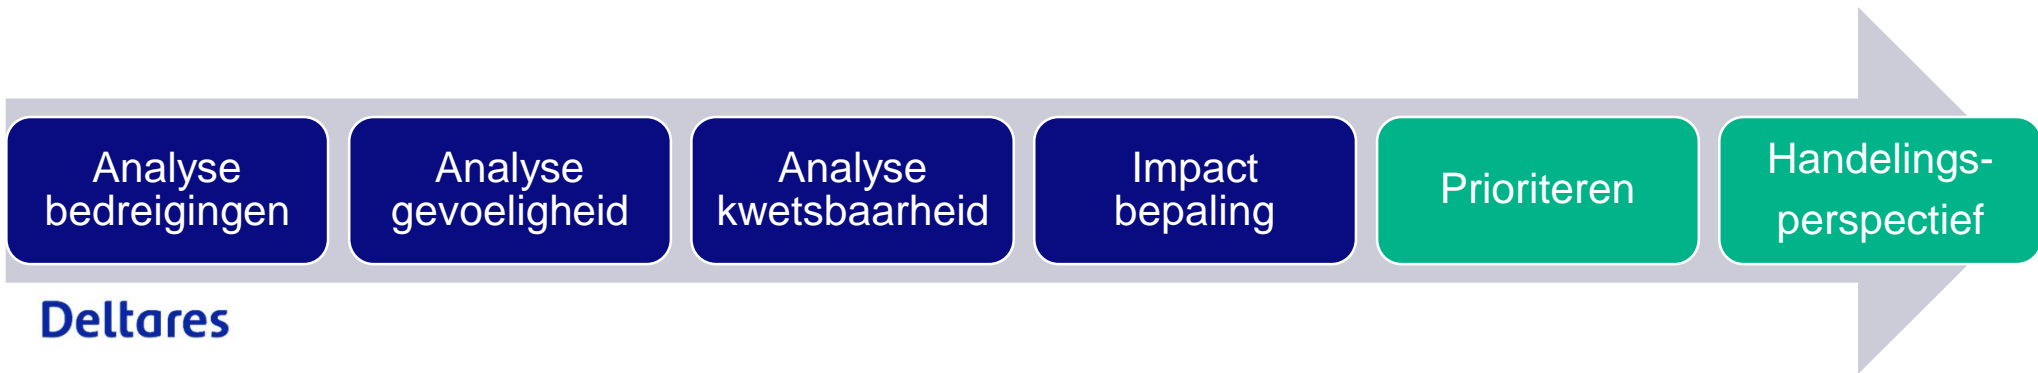 Analyse
bedreigingen
Analyse
gevoeligheid
Analyse
kwetsbaarheid
Impact
bepaling
Prioriteren
Handelings-
perspectief
Deltares